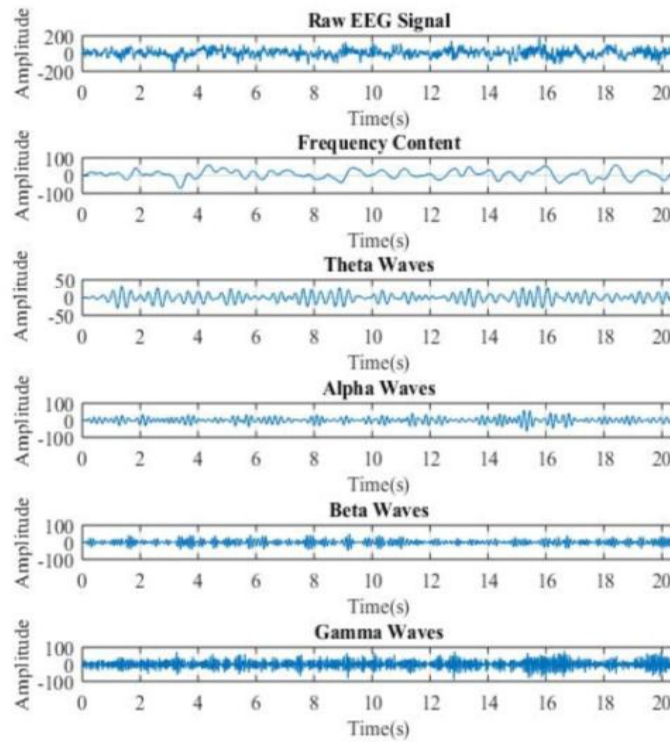 Raw EEG Signal
Amplitude
200
0
-200
0 2 4 6 8 10 12 14 16 18 20
Time(s)
Frequency Content
Amplitude
100
0
-100
0 2 4 6 8 10 12 14 16 18 20
Time(s)
Theta Waves
Amplitude
50
0
-50
0 2 4 6 8 10 12 14 16 18 20
Time(s)
Alpha Waves
Amplitude
100
0
-100
0 2 4 6 8 10 12 14 16 18 20
Time(s)
Beta Waves
Amplitude
100
0
-100
0 2 4 6 8 10 12 14 16 18 20
Time(s)
Gamma Waves
Amplitude
100
0
-100
0 2 4 6 8 10 12 14 16 18 20
Time(s)